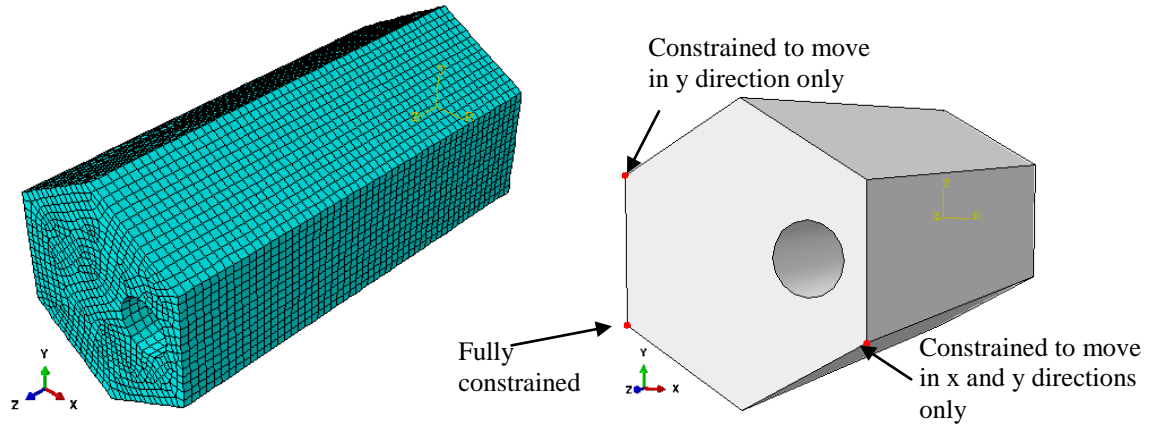 Constrained to move
in y direction only
Fully
constrained
Constrained to move
in x and y directions
only
Y
Z
X
Y
Z
X